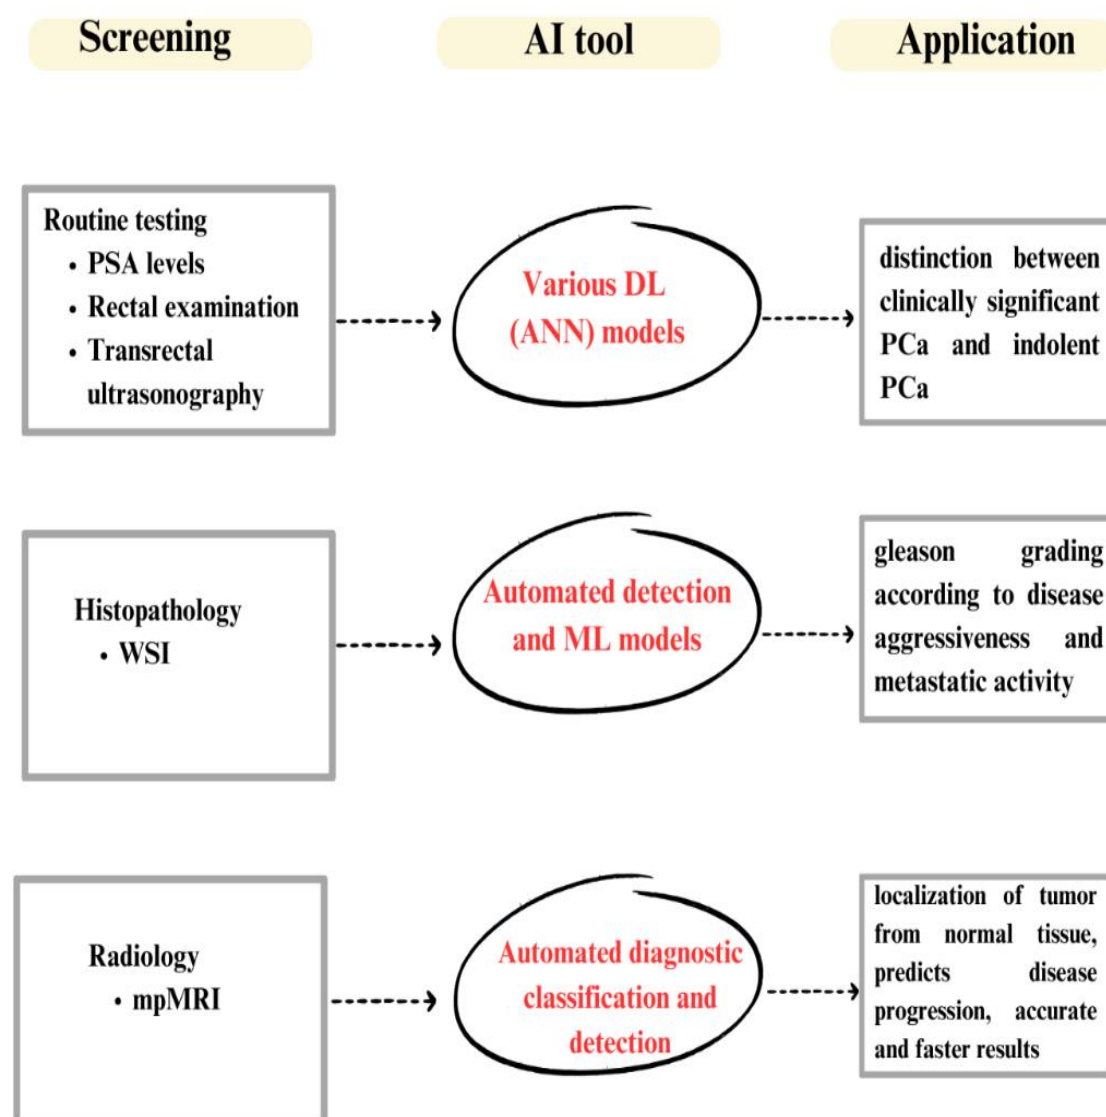 Screening
AI tool
Application
Routine testing
• PSA levels
• Rectal examination
• Transrectal
ultrasonography
Various DL
(ANN) models
distinction between
clinically significant
PCa and indolent
PCa
Histopathology
• WSI
Automated detection
and ML models
gleason grading
according to disease
aggressiveness and
metastatic activity
Radiology
• mpMRI
Automated diagnostic
classification and
detection
localization of tumor
from normal tissue,
predicts disease
progression, accurate
and faster results